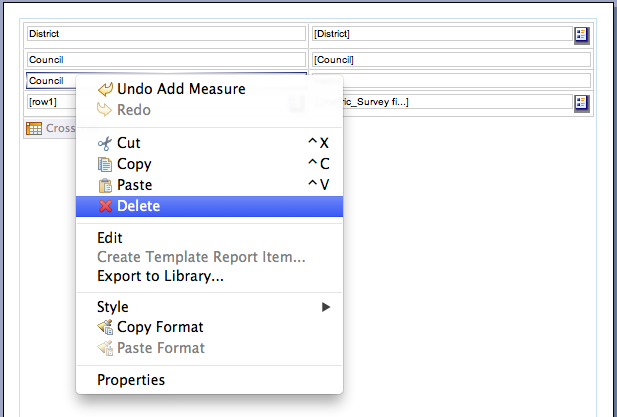 District [District]
Council [Council]
Council
[row1] ric_Survey fi...]
Cross
Undo Add Measure
Redo
Cut ^X
Copy ^C
Paste ^V
Delete
Edit
Create Template Report Item...
Export to Library...
Style
Copy Format
Paste Format
Properties